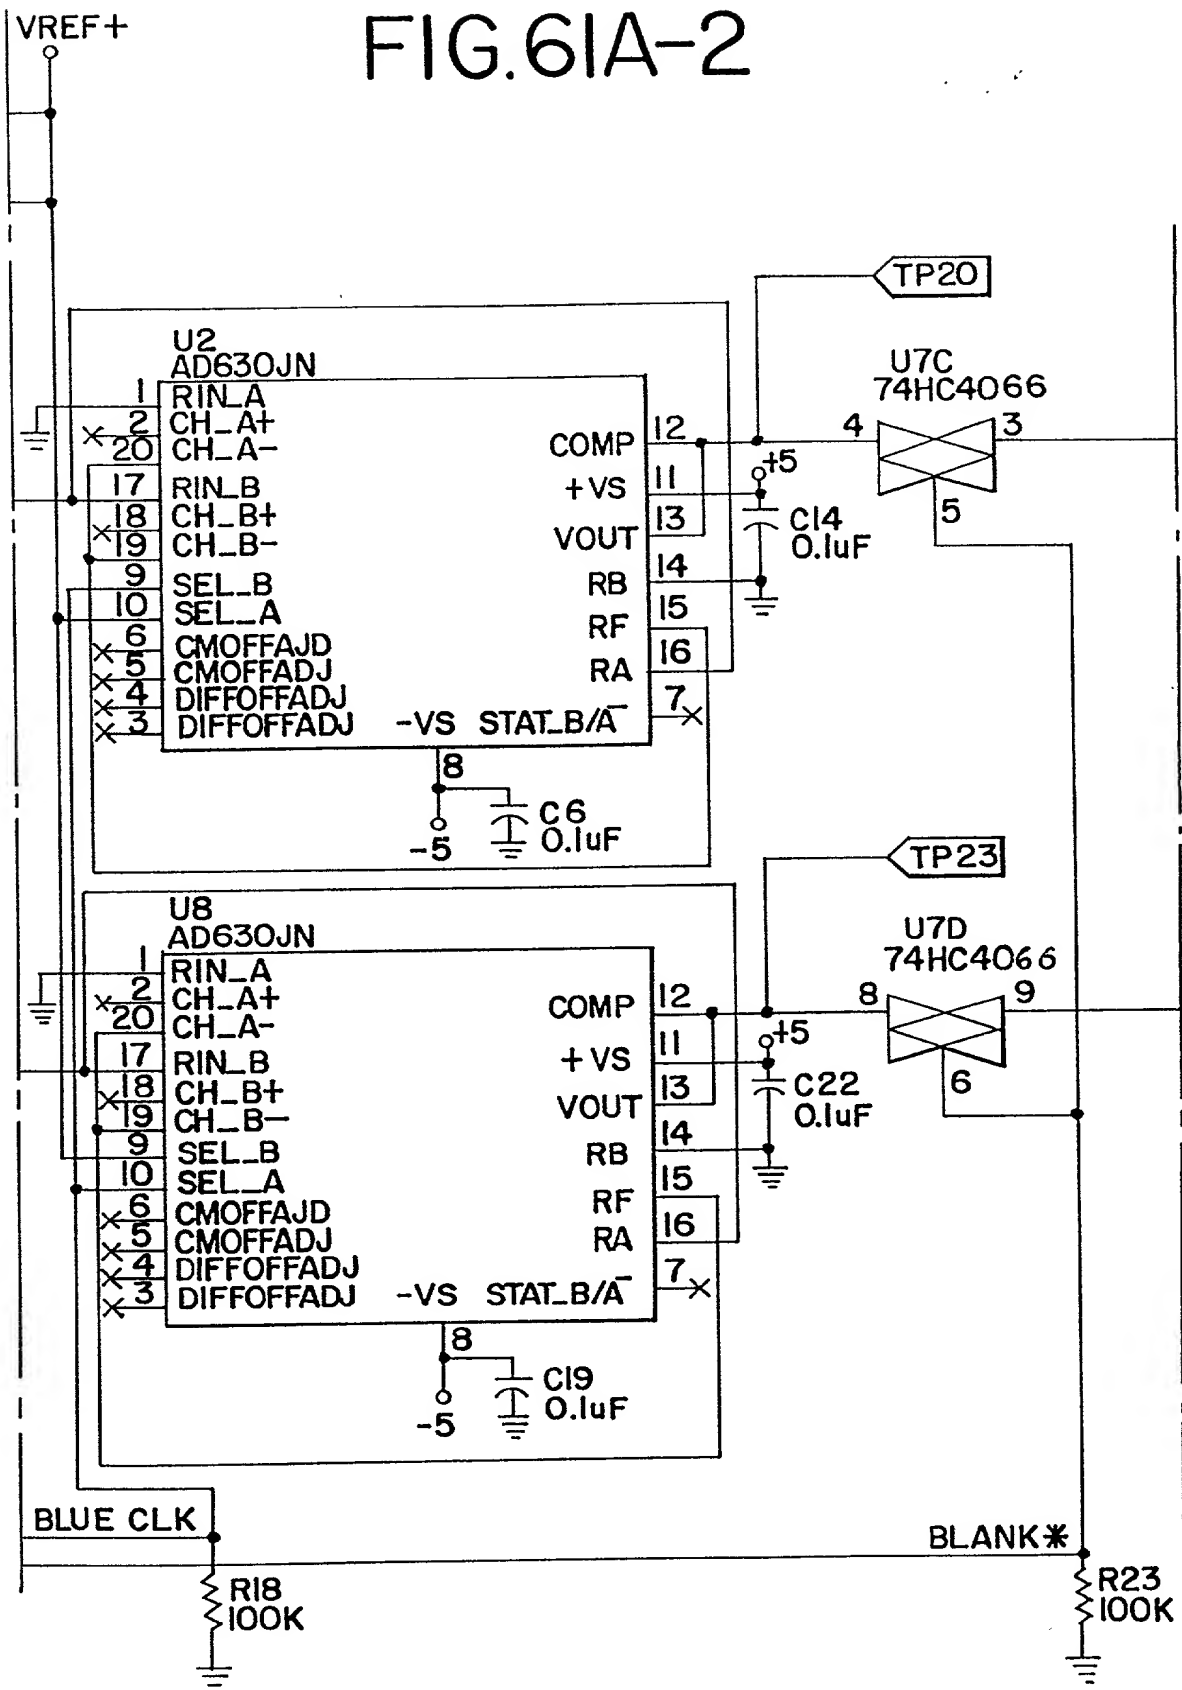 VREF+
FIG.61A-2
TP20
U2
AD630JN
U7C
74HC4066
1 RIN_A
2 CH_A+
20 CH_A-
17 RIN_B
18 CH_B+
19 CH_B-
9 SEL_B
10 SEL_A
6 CMOFFAJD
5 CMOFFADJ
4 DIFFOFFADJ
3 DIFFOFFADJ
COMP 12
+VS 11
VOUT 13
RB 14
RF 15
RA 16
-VS STAT_B/A 7
8
+5
C14
0.1uF
4 3
5
C6
0.1uF
-5
TP23
U8
AD630JN
U7D
74HC4066
1 RIN_A
2 CH_A+
20 CH_A-
17 RIN_B
18 CH_B+
19 CH_B-
9 SEL_B
10 SEL_A
6 CMOFFAJD
5 CMOFFADJ
4 DIFFOFFADJ
3 DIFFOFFADJ
COMP 12
+VS 11
VOUT 13
RB 14
RF 15
RA 16
-VS STAT_B/A 7
8
+5
C22
0.1uF
8 9
6
C19
0.1uF
-5
BLUE CLK
BLANK*
R18
100K
R23
100K